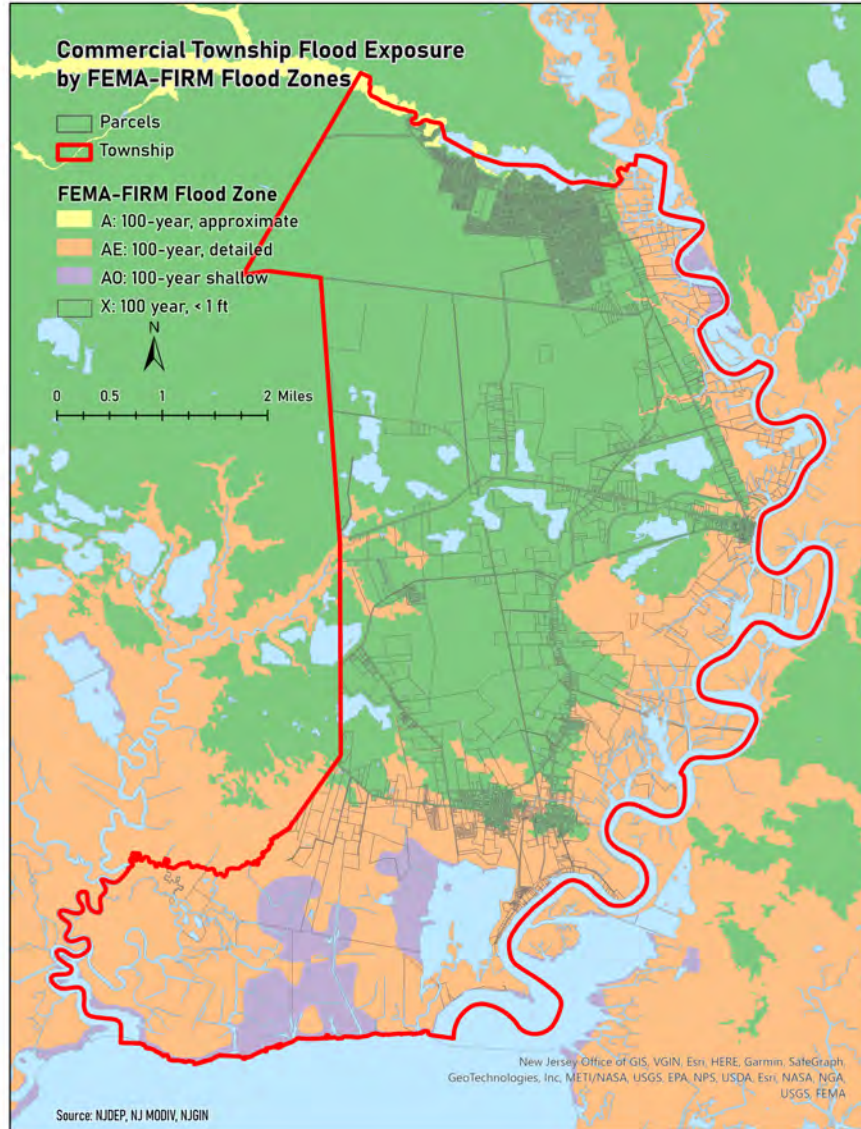 Commercial Township Flood Exposure
by FEMA-FIRM Flood Zones
Parcels
Township
FEMA-FIRM Flood Zone
A: 100-year, approximate
AE: 100-year, detailed
AO: 100-year shallow
X: 100 year, < 1 ft
N
0 0.5 1 2 Miles
New Jersey Office of GIS, VGIN, Esri, HERE, Garmin, SafeGraph,
GeoTechnologies, Inc, METI/NASA, USGS, EPA, NPS, USDA, Esri, NASA, NGA,
USGS, FEMA
Source: NJDEP, NJ MODIV, NJGIN